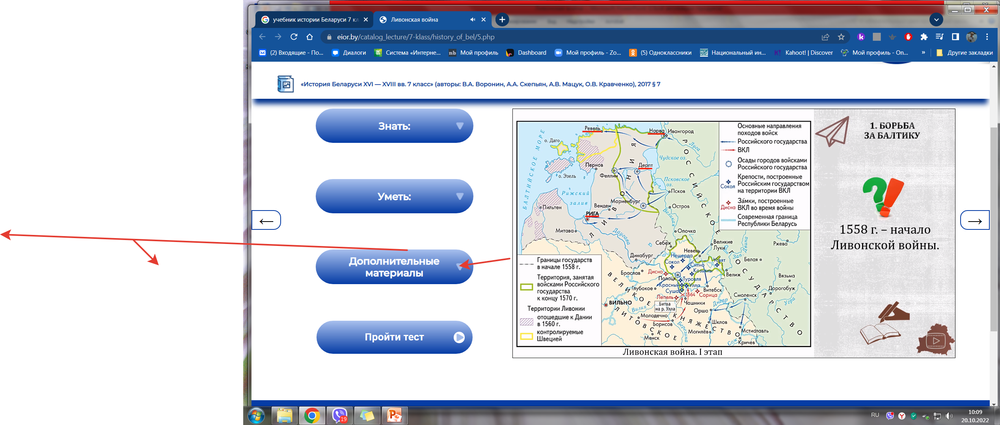 учебник истории Беларуси 7 кл
Ливонская война
eior.by/catalog_lecture/7-klass/history_of_bel/5.php
(2) Входящие - По...
Диалоги
Система «Интерне...
nb
Мой профиль
Dashboard
Мой профиль - Zo...
(5) Одноклассники
Национальный ин...
Kahoot! | Discover
Мой профиль - On...
»
Другие закладки
«История Беларуси XVI — XVIII вв. 7 класс» (авторы: В.А. Воронин, А.А. Скепьян, А.В. Мацук, О.В. Кравченко), 2017 § 7
Знать:
Уметь:
Дополнительные
материалы
Пройти тест
←
→
Ревель
Нарва
Ивангород
о. Даго
БАЛТИЙСКОЕ МОРЕ
Луга
Чудское оз.
Пернов
Дерпт
Феллин
о. Эзель
Псковское
оз.
Псков
Рижский
залив
Мариенбург
Венден
Пильтен
Остров
РИГА
Великая
Митава
Даугава
Опочка
ЛИВОНИЯ
РОССИЙСКОЕ ГОСУДАРСТВО
Себеж
Великие
Луки
Зап. Двина
Ржева
Невель
Динабург
Нещерда
Сокол
Усвят
Белая
Ситно
Козьяны
Браслав
Дисна
Велиж
Вязьма
Полоцк
Туровля
Красный
Улла
Глубокое
Суша
Витебск
Дорогобуж
1564
Сорица
Смоленск
Лепель
Чашники
Угра
ВИЛЬНО
Битва
на р. Улла
Днепр
Вилия
Орша
Молодечно
Борисов
Шклов
Березина
Могилёв
Мстиславль
Менск
Сож
Кричев
ВЕЛИКОЕ
ЛИТОВСКОЕ
КНЯЖЕСТВО
Основные направления
походов войск
Российского государства
ВКЛ
Осады городов войсками
Российского государства
Крепости, построенные
Сокол
Российским государством
на территории ВКЛ
За́мки, построенные
Дисна
ВКЛ во время войны
Современная граница
Республики Беларусь
Границы государств
в начале 1558 г.
Территория, занятая
войсками Российского
государства
к концу 1570 г.
Территории Ливонии
отошедшие к Дании
в 1560 г.
контролируемые
Швецией
Ливонская война. I этап
1. БОРЬБА
ЗА БАЛТИКУ
1558 г. – начало
Ливонской войны.
19
RU
10:09
20.10.2022